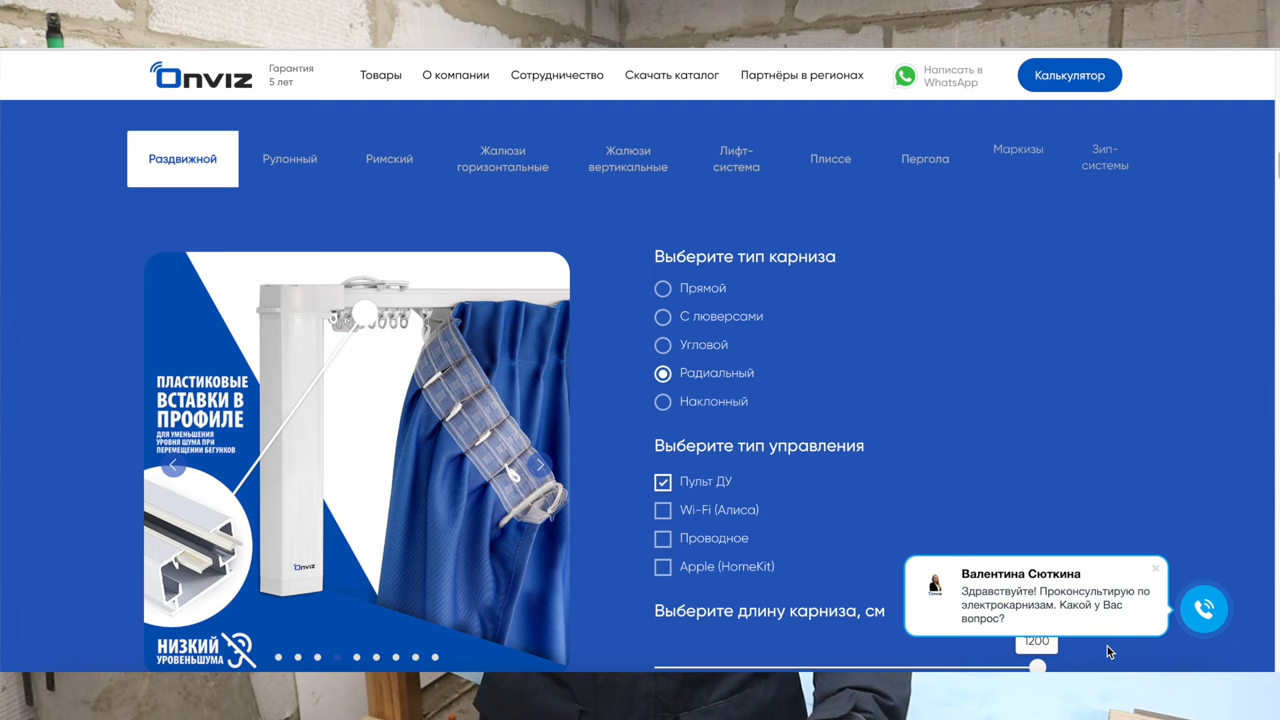 Onviz
Гарантия
5 лет
Товары
О компании
Сотрудничество
Скачать каталог
Партнёры в регионах
Написать в
WhatsApp
Калькулятор
Раздвижной
Рулонный
Римский
Жалюзи
горизонтальные
Жалюзи
вертикальные
Лифт-
система
Плиссе
Пергола
Маркизы
Зип-
системы
ПЛАСТИКОВЫЕ
ВСТАВКИ В
ПРОФИЛЕ
ДЛЯ УМЕНЬШЕНИЯ
УРОВНЯ ШУМА ПРИ
ПЕРЕМЕЩЕНИИ БЕГУНКОВ
Onviz
НИЗКИЙ
УРОВЕНЬ ШУМА
Выберите тип карниза
Прямой
С люверсами
Угловой
Радиальный
Наклонный
Выберите тип управления
Пульт ДУ
Wi-Fi (Алиса)
Проводное
Apple (HomeKit)
Выберите длину карниза, см
1200
Валентина Сюткина
Здравствуйте! Проконсультирую по
электрокарнизам. Какой у Вас
вопрос?